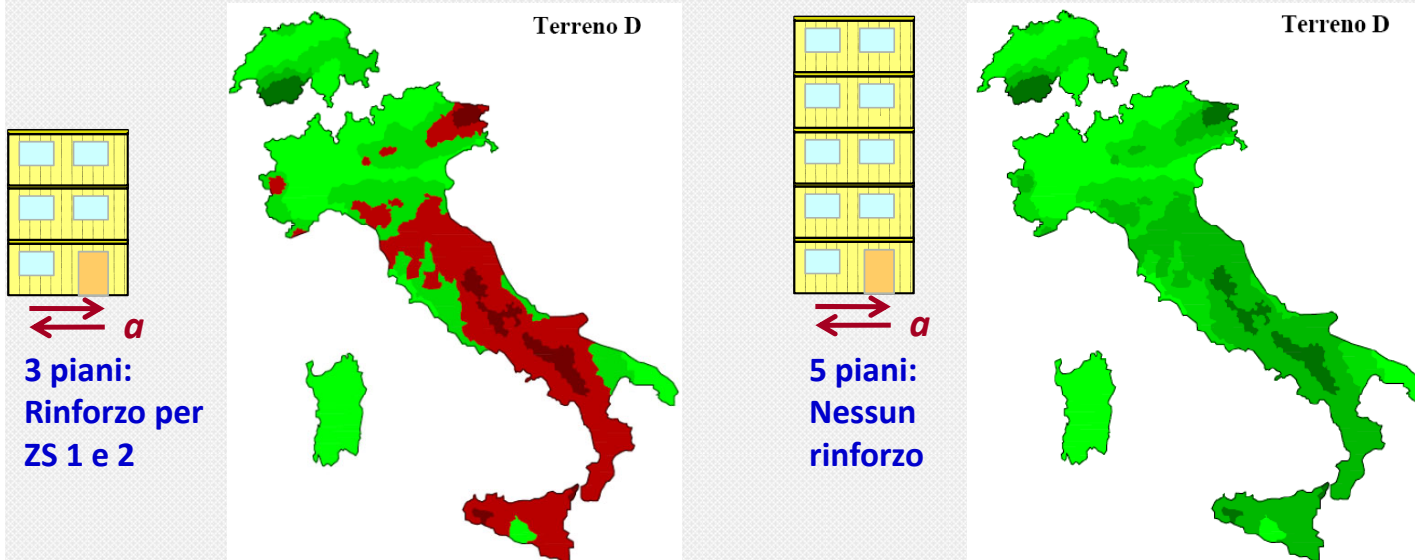 Terreno D
a
3 piani:
Rinforzo per
ZS 1 e 2
Terreno D
a
5 piani:
Nessun
rinforzo